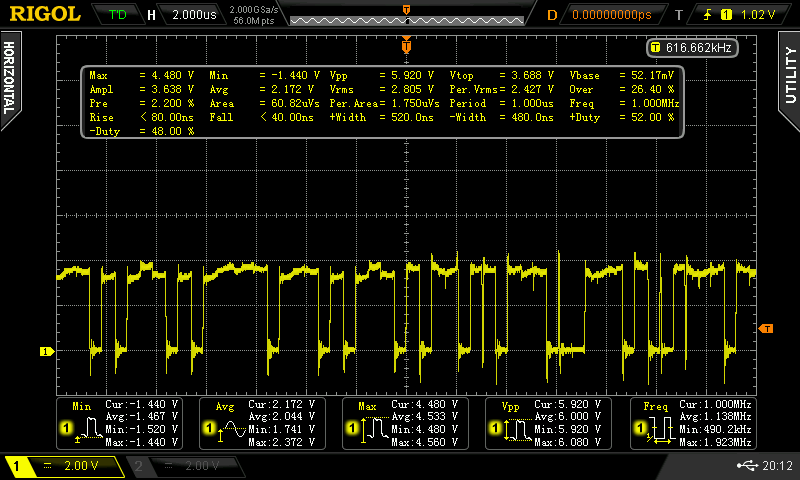 RIGOL T'D H 2.000us 2.000GSa/s 56.0M pts T D 0.00000000ps T 1 1.02 V
HORIZONTAL
UTILITY
T 616.662kHz
Max = 4.480 V Min = -1.440 V Vpp = 5.920 V Vtop = 3.688 V Vbase = 52.17mV
Ampl = 3.638 V Avg = 2.172 V Vrms = 2.805 V Per.Vrms= 2.427 V Over = 26.40 %
Pre = 2.200 % Area = 60.82uVs Per.Area= 1.750uVs Period = 1.000us Freq = 1.000MHz
Rise < 80.00ns Fall < 40.00ns +Width = 520.0ns -Width = 480.0ns +Duty = 52.00 %
-Duty = 48.00 %
T
1
T
Min Cur:-1.440 V
Avg:-1.467 V
1 Min:-1.520 V
Max:-1.440 V
Avg Cur:2.172 V
Avg:2.044 V
1 Min:1.741 V
Max:2.372 V
Max Cur:4.480 V
Avg:4.533 V
1 Min:4.480 V
Max:4.560 V
Vpp Cur:5.920 V
Avg:6.000 V
1 Min:5.920 V
Max:6.080 V
Freq Cur:1.000MHz
Avg:1.138MHz
1 Min:490.2kHz
Max:1.923MHz
1 2.00 V 2 2.00 V 20:12